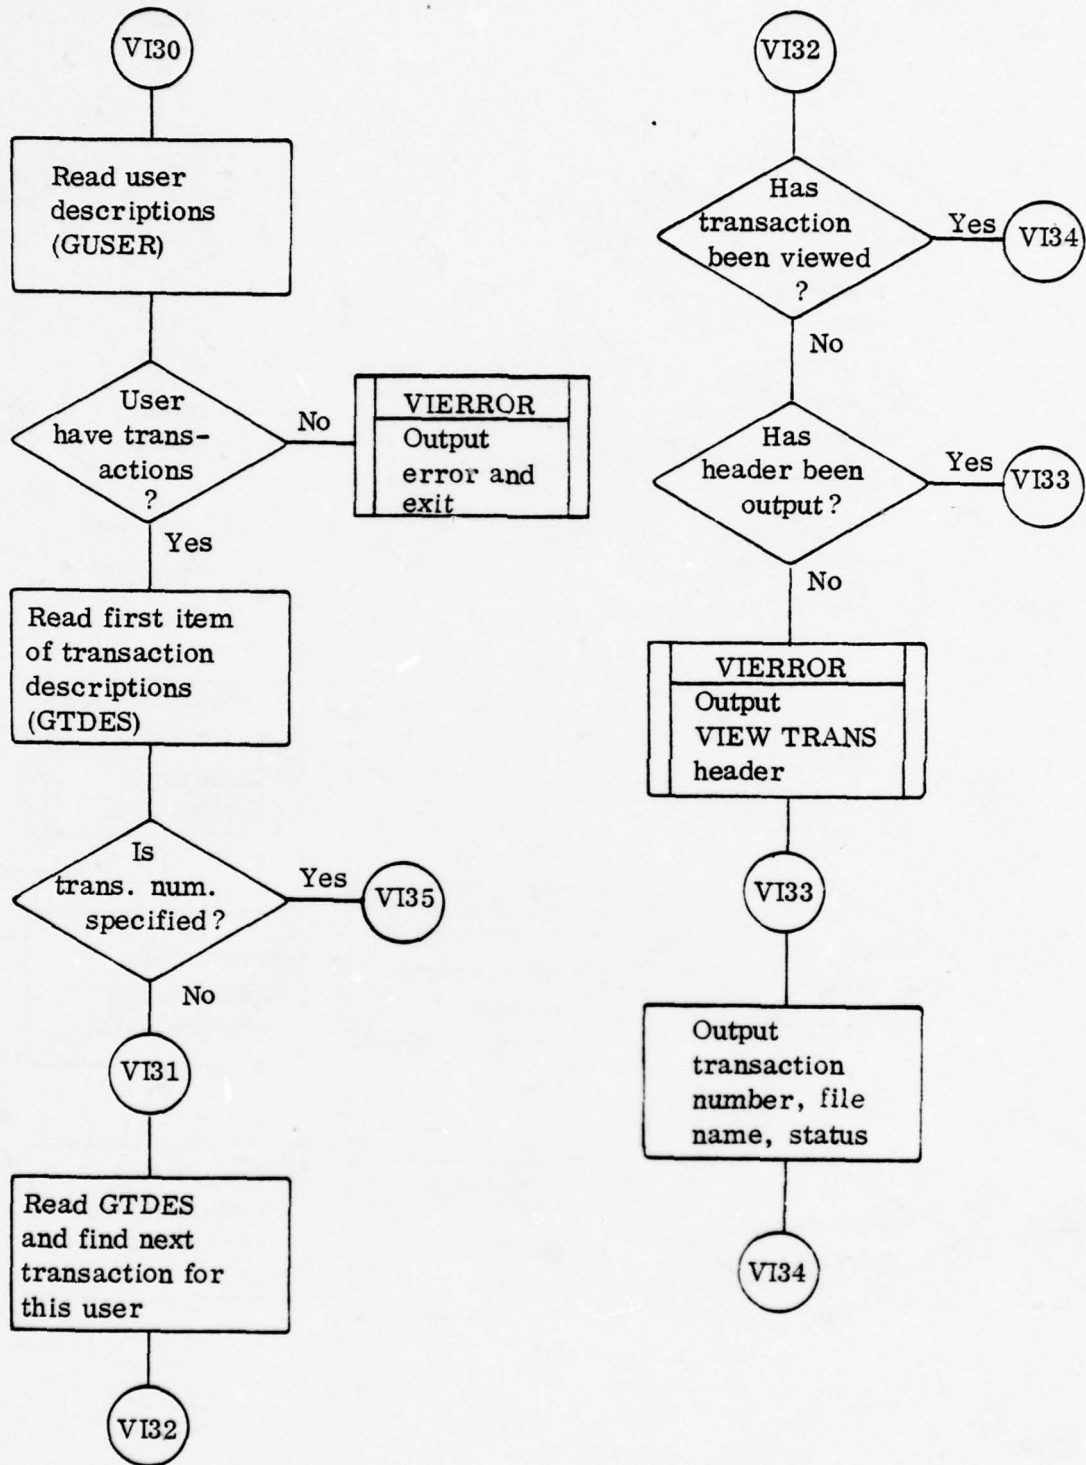 VI30
Read user
descriptions
(GUSER)
User
have trans-
actions
?
No
VIERROR
Output
error and
exit
Yes
Read first item
of transaction
descriptions
(GTDES)
Is
trans. num.
specified?
Yes
VI35
No
VI31
Read GTDES
and find next
transaction for
this user
VI32
VI32
Has
transaction
been viewed
?
Yes
VI34
No
Has
header been
output?
Yes
VI33
No
VIERROR
Output
VIEW TRANS
header
VI33
Output
transaction
number, file
name, status
VI34